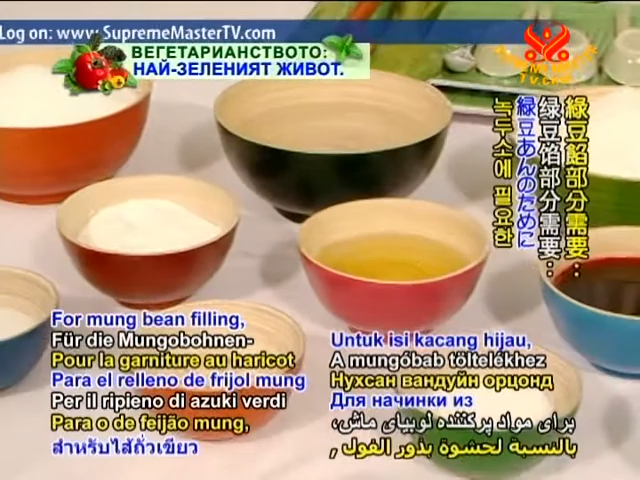 Log on: www.SupremeMasterTV.com
ВЕГЕТАРИАНСТВОТО:
НАЙ-ЗЕЛЕНИЯТ ЖИВОТ.
綠豆餡部分需要：
绿豆馅部分需要：
緑豆あんのために
녹두소에 필요한
For mung bean filling,
Für die Mungobohnen-
Pour la garniture au haricot
Para el relleno de frijol mung
Per il ripieno di azuki verdi
Para o de feijão mung,
สำหรับไส้ถั่วเขียว
Untuk isi kacang hijau,
A mungóbab töltelékhez
Нухсан вандуйн орцонд
Для начинки из
برای مواد پرکننده لوبیای ماش،
بالنسبة لحشوة بذور الفول ,